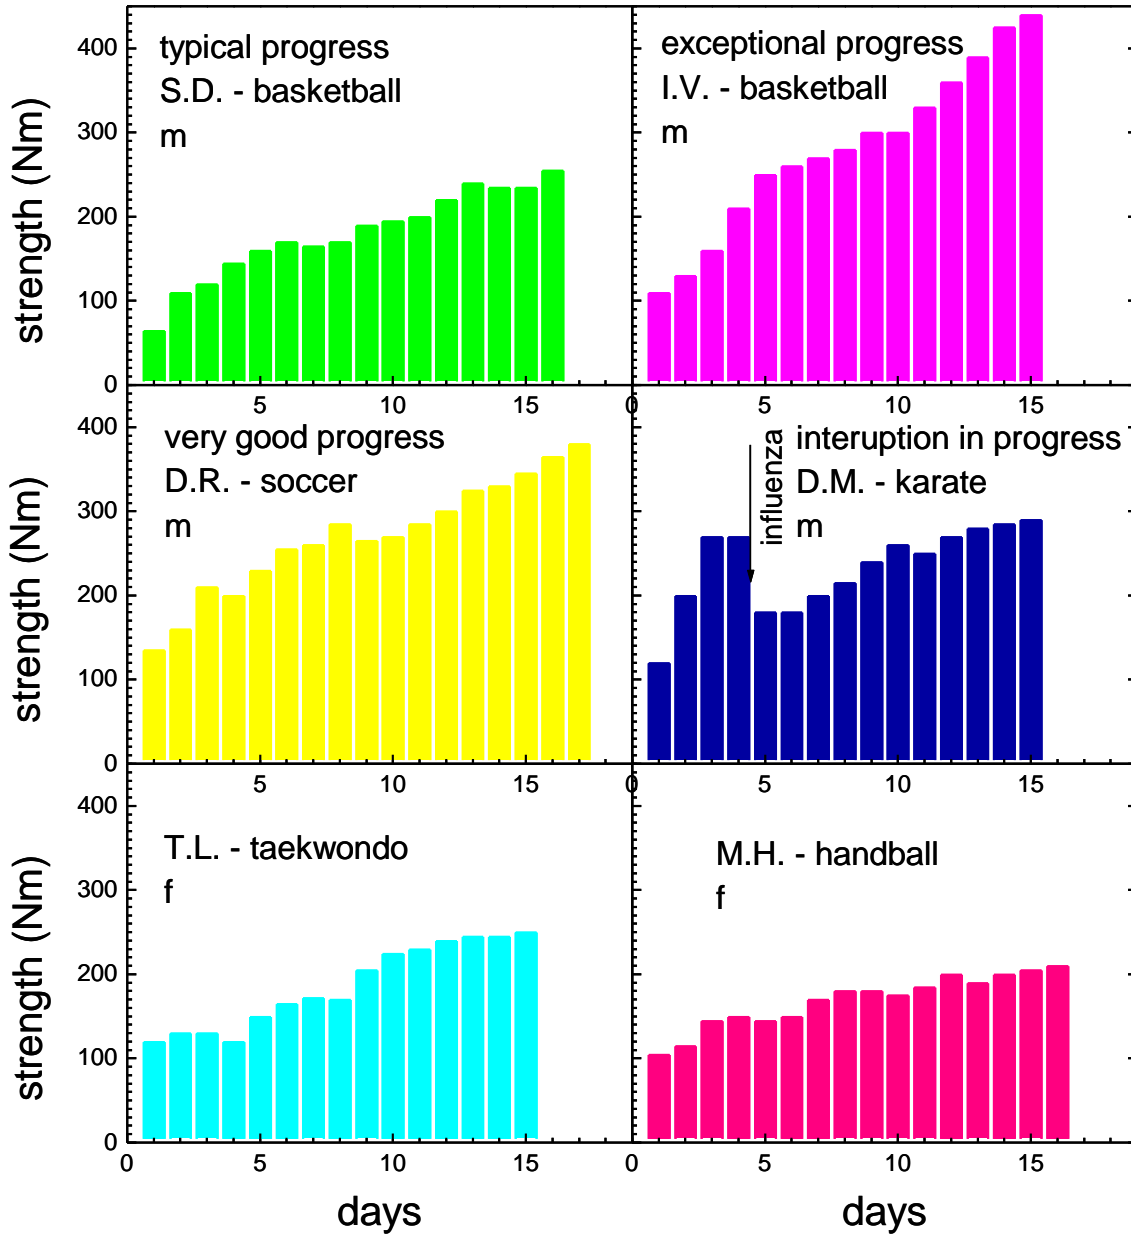 typical progress
S.D. - basketball
m
exceptional progress
I.V. - basketball
m
strength (Nm)
400
300
200
100
0
5
10
15
0
5
10
15
very good progress
D.R. - soccer
m
influenza
interuption in progress
D.M. - karate
m
strength (Nm)
400
300
200
100
0
5
10
15
5
10
15
T.L. - taekwondo
f
M.H. - handball
f
strength (Nm)
400
300
200
100
0
0
5
10
15
0
5
10
15
days
days